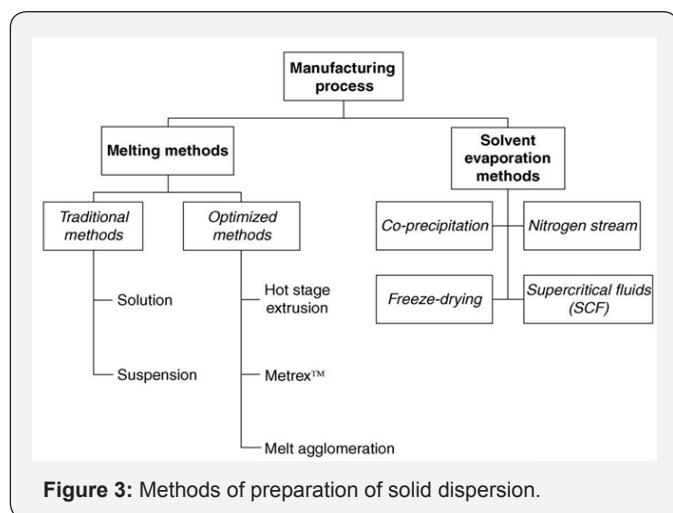 Manufacturing
process
Melting methods
Solvent
evaporation
methods
Traditional
methods
Optimized
methods
Co-precipitation
Nitrogen stream
Solution
Hot stage
extrusion
Freeze-drying
Supercritical fluids
(SCF)
Suspension
Metrex™
Melt agglomeration
Figure 3: Methods of preparation of solid dispersion.